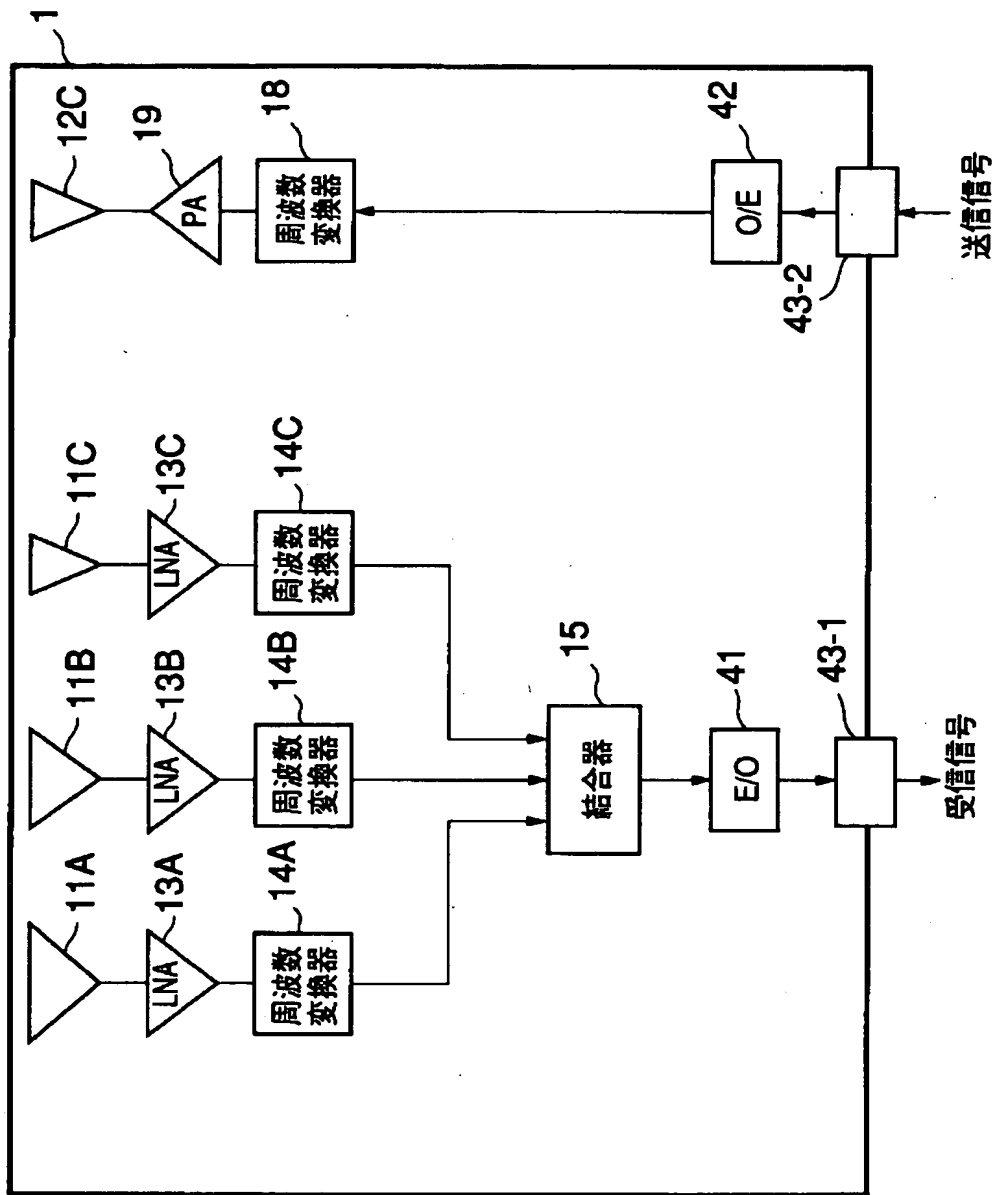 1
11A
11B
11C
12C
13A
13B
13C
19
LNA
LNA
LNA
PA
14A
14B
14C
18
周波数
変換器
周波数
変換器
周波数
変換器
周波数
変換器
15
結合器
41
E/O
42
O/E
43-1
43-2
受信信号
送信信号